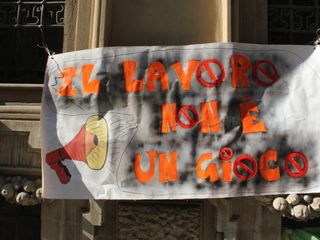 IL LAVORO
NON È
UN GIOCO